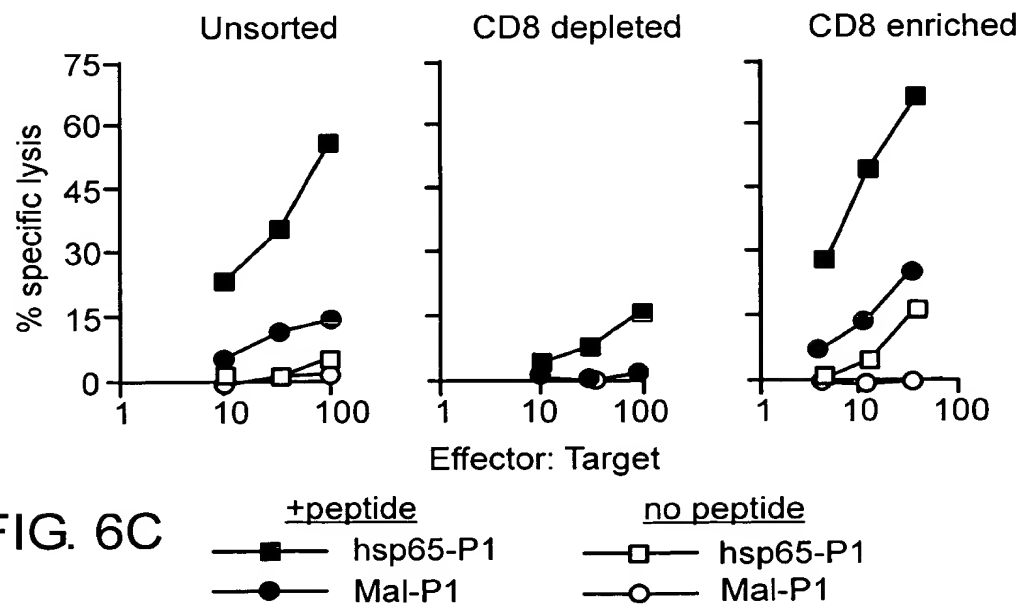 Unsorted CD8 depleted CD8 enriched
% specific lysis
75
60
45
30
15
0
1 10 100 1 10 100 1 10 100
Effector: Target
FIG. 6C
+peptide no peptide
hsp65-P1 hsp65-P1
Mal-P1 Mal-P1